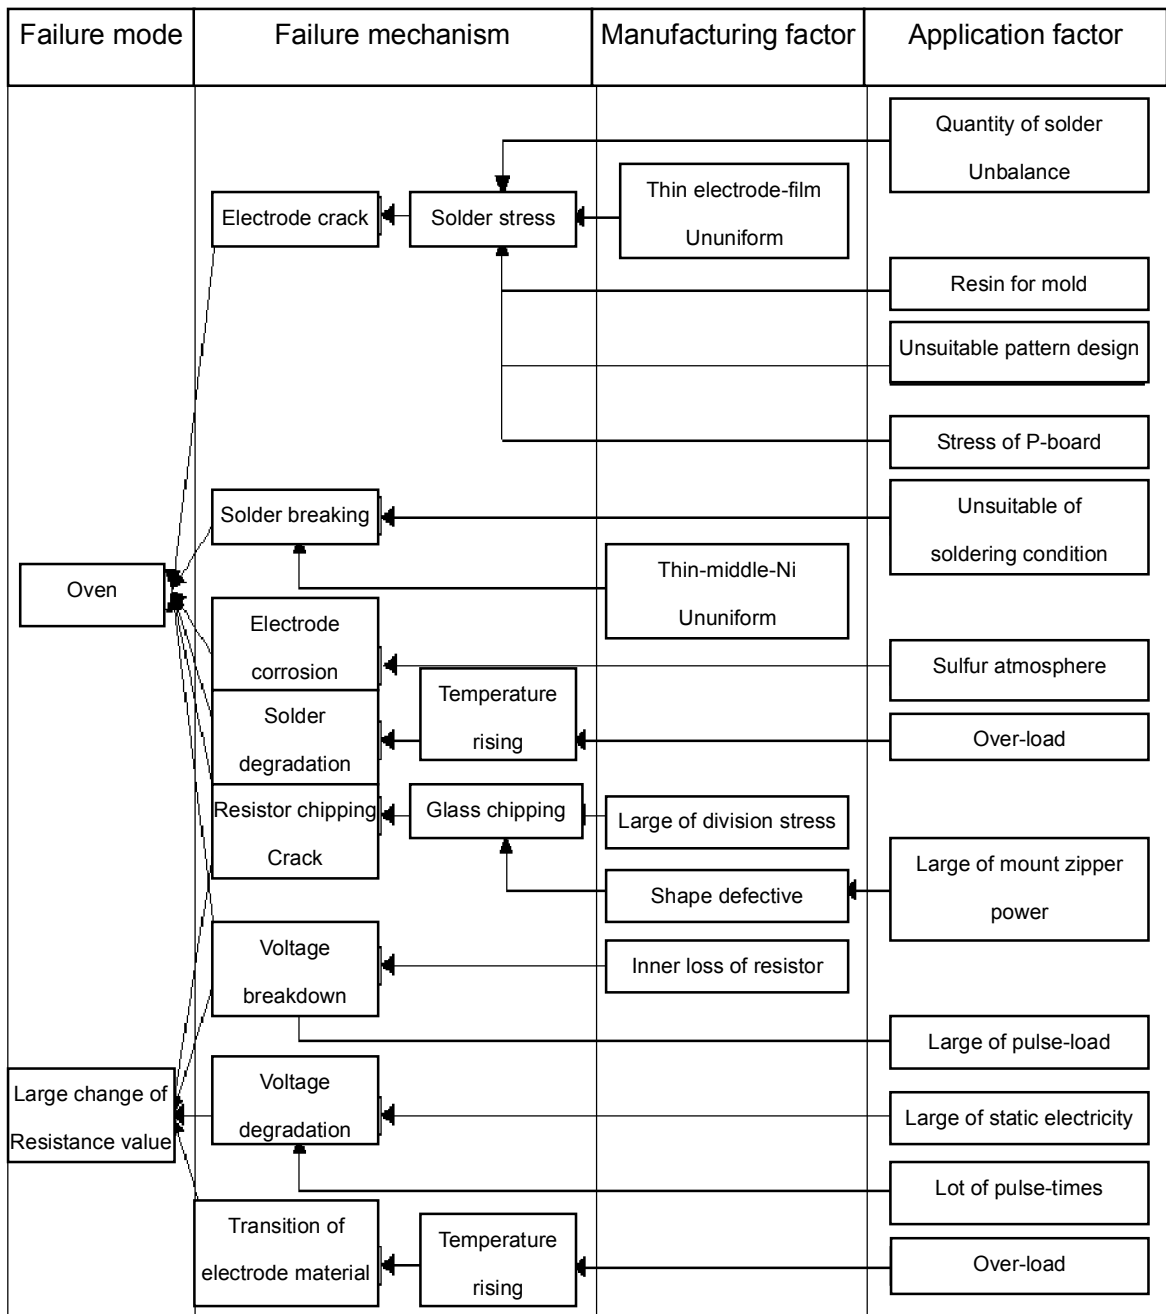 Failure mode
Failure mechanism
Manufacturing factor
Application factor
Quantity of solder
Unbalance
Thin electrode-film
Ununiform
Electrode crack
Solder stress
Resin for mold
Unsuitable pattern design
Stress of P-board
Solder breaking
Unsuitable of
soldering condition
Oven
Thin-middle-Ni
Ununiform
Electrode
corrosion
Sulfur atmosphere
Solder
degradation
Temperature
rising
Over-load
Resistor chipping
Crack
Glass chipping
Large of division stress
Shape defective
Large of mount zipper
power
Voltage
breakdown
Inner loss of resistor
Large of pulse-load
Large change of
Resistance value
Voltage
degradation
Large of static electricity
Lot of pulse-times
Transition of
electrode material
Temperature
rising
Over-load